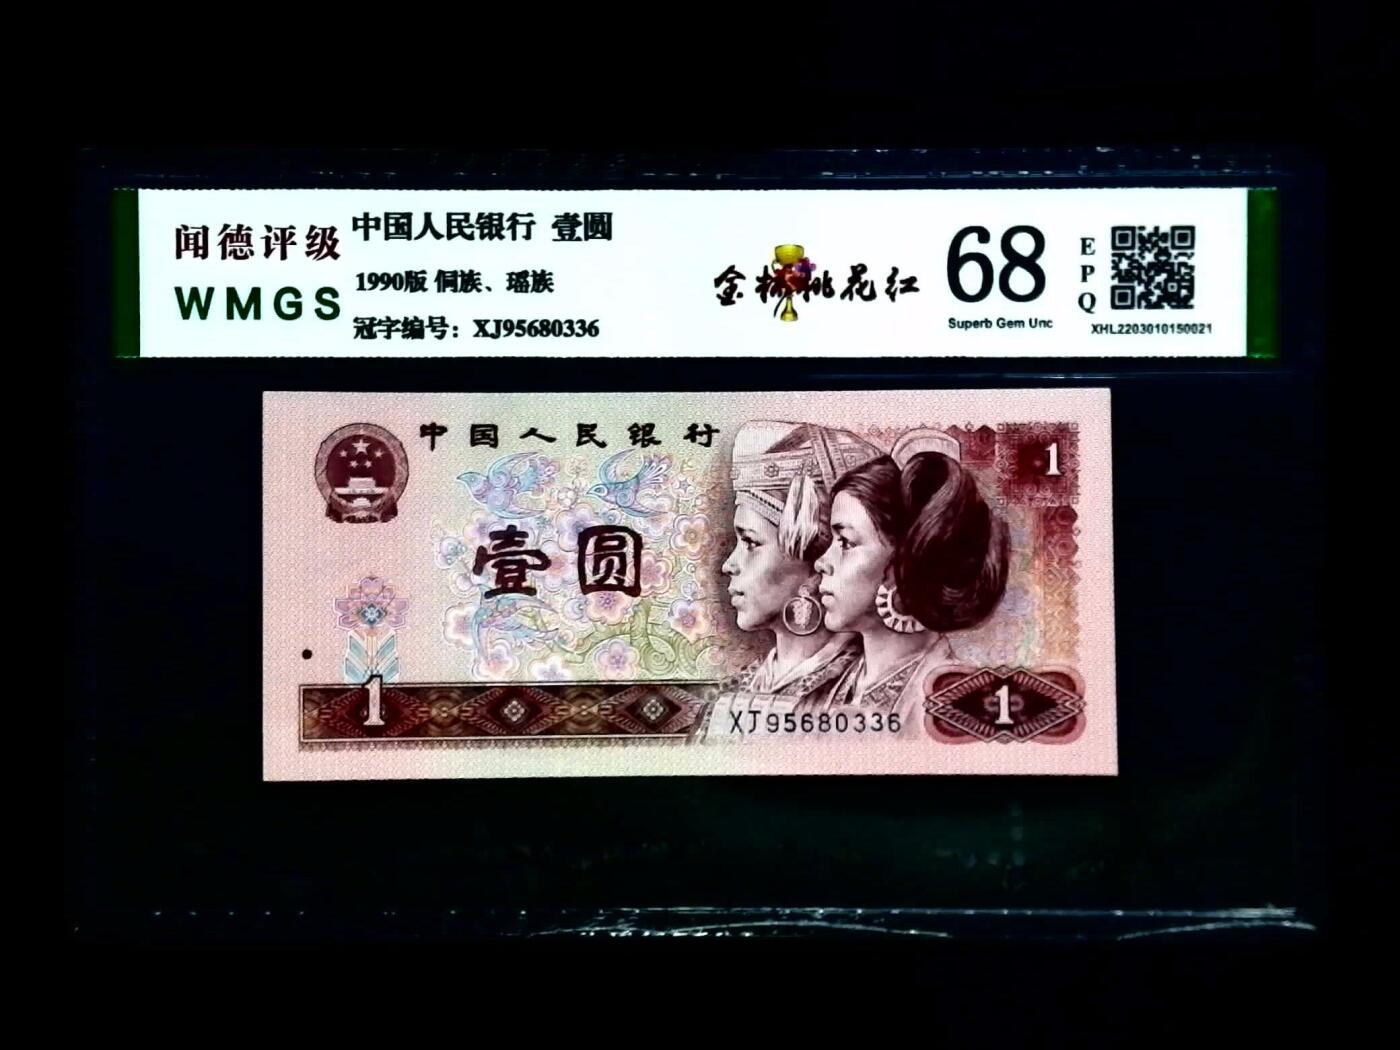 闻德评级
WMGS
中国人民银行 壹圆
1990版 侗族、瑶族
冠字编号：XJ95680336
金杯桃花红
68
EPQ
Superb Gem Unc
XHL2203010150021
中国人民银行
1
壹圆
1
XJ95680336
1